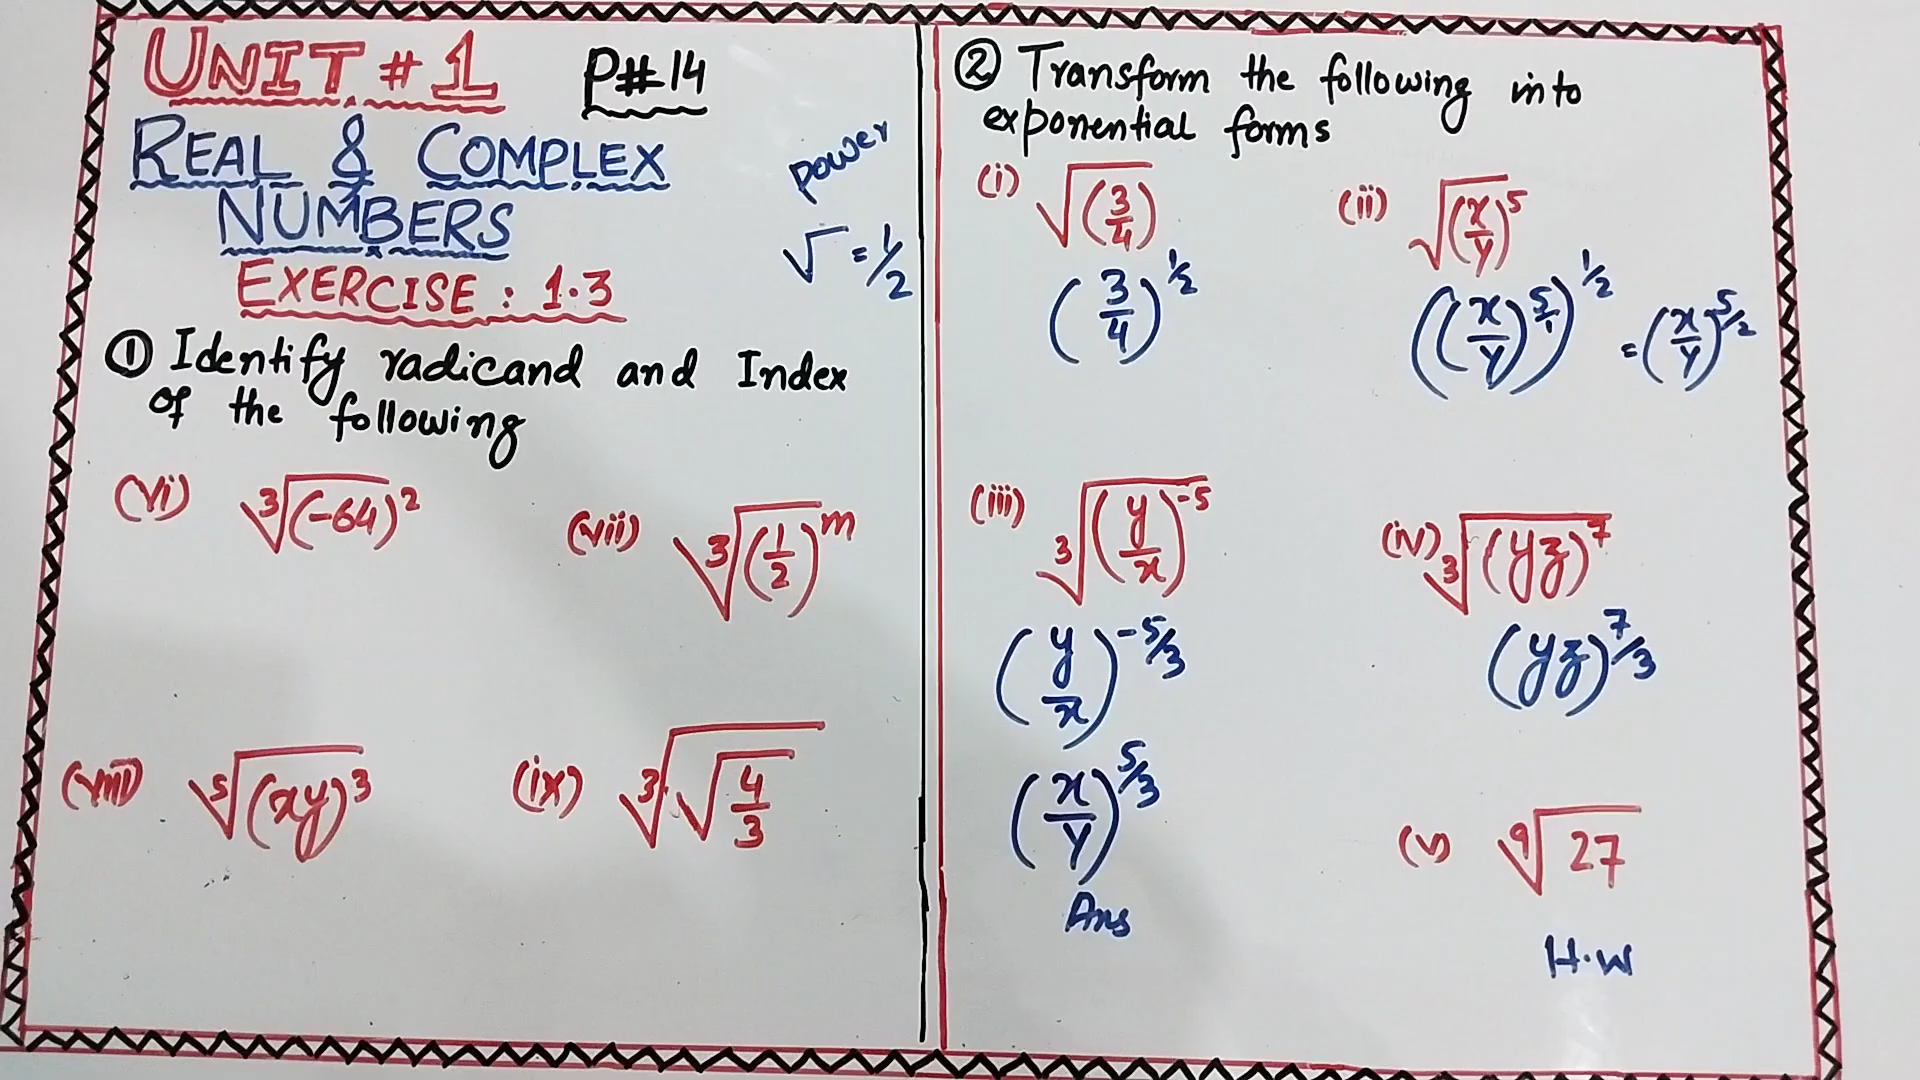 UNIT # 1 P#14
REAL & COMPLEX
NUMBERS
EXERCISE : 1.3
power
√ = 1/2
① Identify radicand and Index
of the following
(vi) ∛(-64)²
(vii) ∛(1/2)^m
(viii) ⁵√(xy)³
(ix) ∛√4/3
② Transform the following into
exponential forms
(i) √(3/4)
(3/4)^1/2
(ii) √(x/y)^5
((x/y)^5/1)^1/2 = (x/y)^5/2
(iii) ∛(y/x)^-5
(y/x)^-5/3
(x/y)^5/3
Ans
(iv) ∛(yz)^7
(yz)^7/3
(v) ⁹√27
H.W